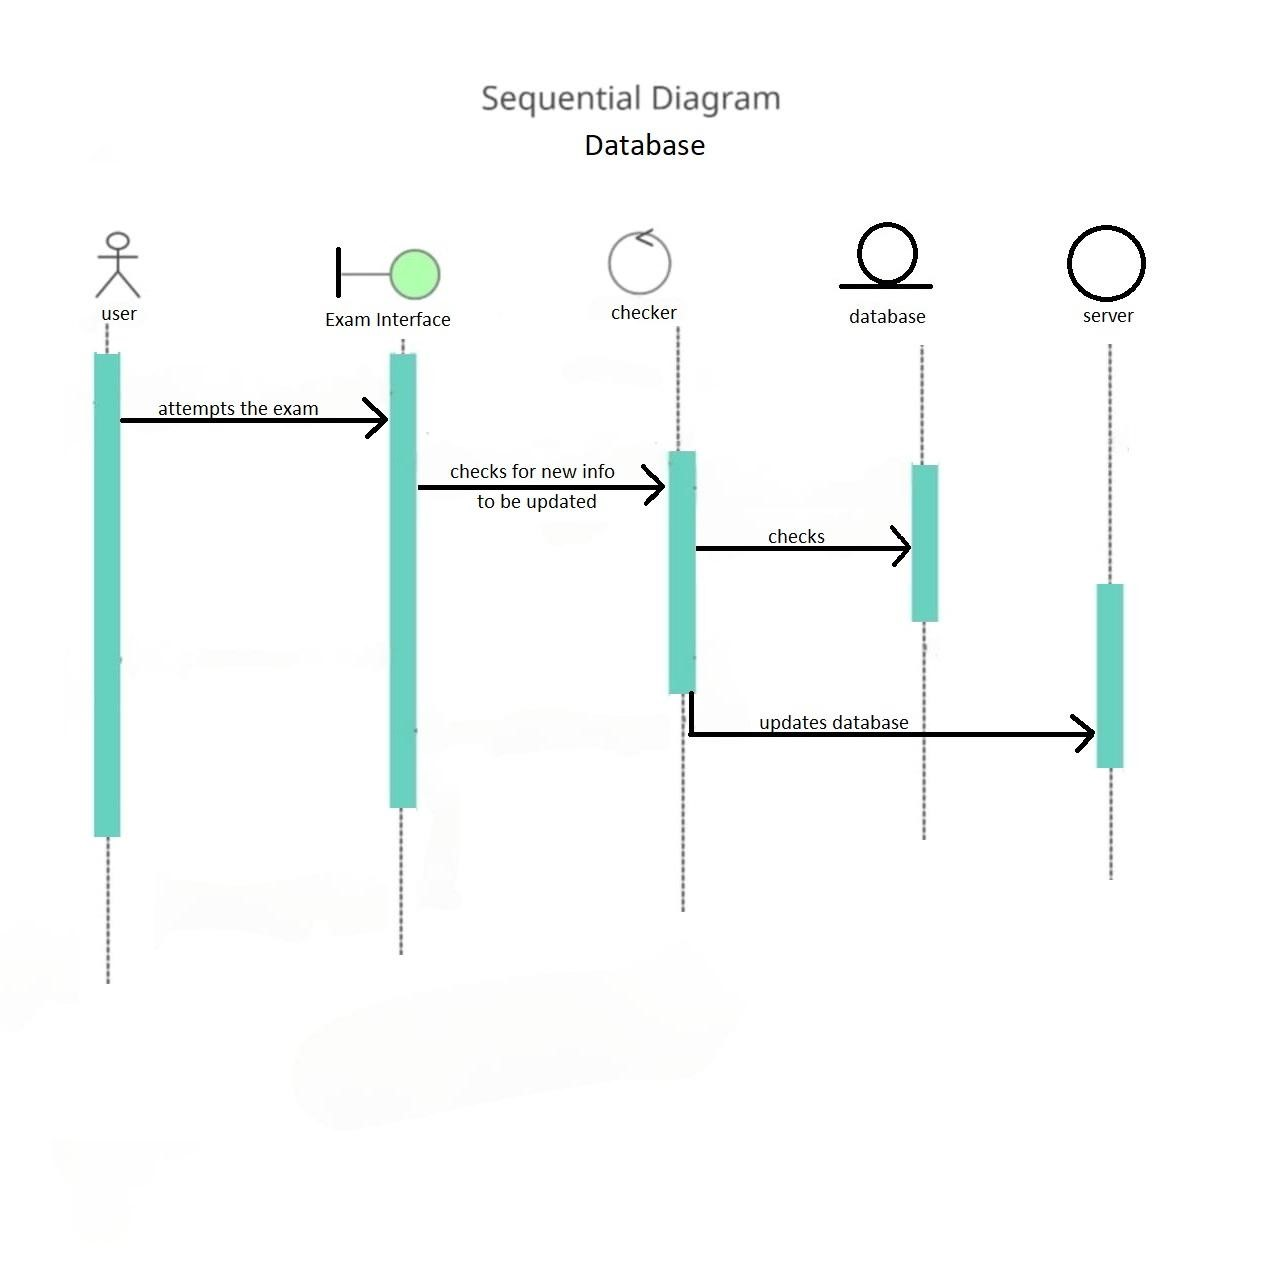 Sequential Diagram
Database
user
Exam Interface
checker
database
server
attempts the exam
checks for new info
to be updated
checks
updates database